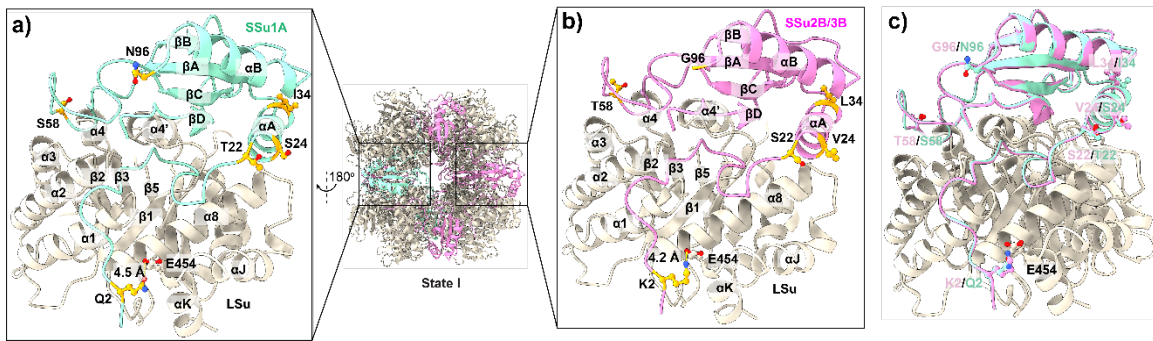 a)
SSu1A
βB
N96
βA
αB
βC
I34
S58
βD
α4
α4'
αA
S24
T22
α3
β2
β3
α2
β5
β1
α8
α1
4.5 Å
E454
αJ
Q2
αK
LSu
180°
State I
b)
SSu2B/3B
βB
G96
βA
αB
βC
L34
T58
βD
α4
α4'
αA
S22
V24
α3
β2
β3
α2
β5
β1
α8
α1
4.2 Å
E454
αJ
K2
αK
LSu
c)
G96/N96
L34/I34
V24/S24
T58/S58
S22/T22
E454
K2/Q2